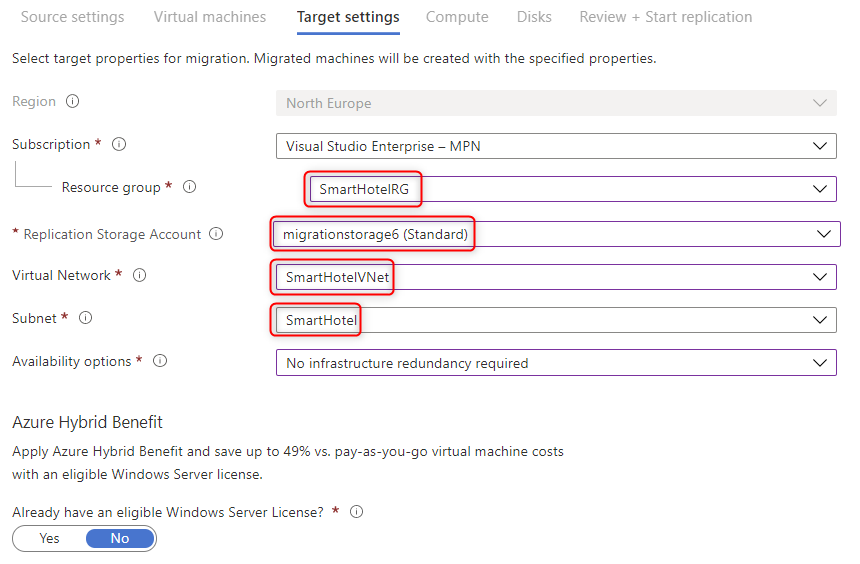 Source settings Virtual machines Target settings Compute Disks Review + Start replication
Select target properties for migration. Migrated machines will be created with the specified properties.
Region North Europe
Subscription * Visual Studio Enterprise – MPN
Resource group * SmartHotelRG
* Replication Storage Account migrationstorage6 (Standard)
Virtual Network * SmartHotelVNet
Subnet * SmartHotel
Availability options * No infrastructure redundancy required
Azure Hybrid Benefit
Apply Azure Hybrid Benefit and save up to 49% vs. pay-as-you-go virtual machine costs
with an eligible Windows Server license.
Already have an eligible Windows Server License? *
Yes No